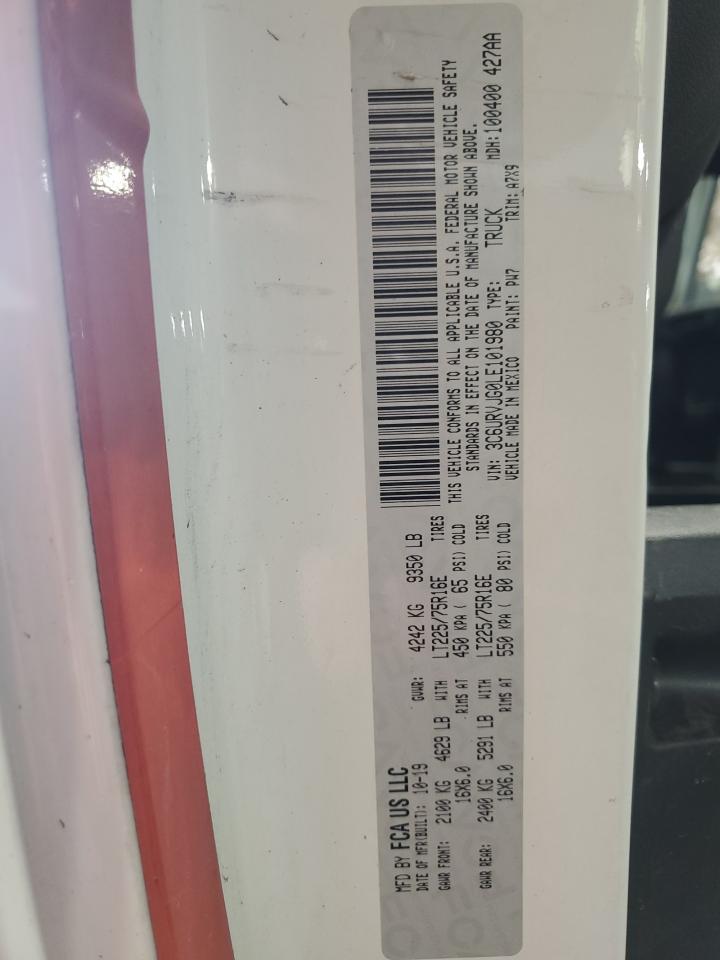 MFD BY FCA US LLC
DATE OF MFR(BUILT): 10-19 GVWR: 4242 KG 9350 LB
GAWR FRONT: 2100 KG 4629 LB WITH LT225/75R16E TIRES
16X6.0 RIMS AT 450 KPA ( 65 PSI) COLD
GAWR REAR: 2400 KG 5291 LB WITH LT225/75R16E TIRES
16X6.0 RIMS AT 550 KPA ( 80 PSI) COLD
THIS VEHICLE CONFORMS TO ALL APPLICABLE U.S.A. FEDERAL MOTOR VEHICLE SAFETY
STANDARDS IN EFFECT ON THE DATE OF MANUFACTURE SHOWN ABOVE.
VIN: 3C6URVJG0LE101980 TYPE: TRUCK MDH: 100400 427AA
VEHICLE MADE IN MEXICO PAINT: PW7 TRIM: A7X9